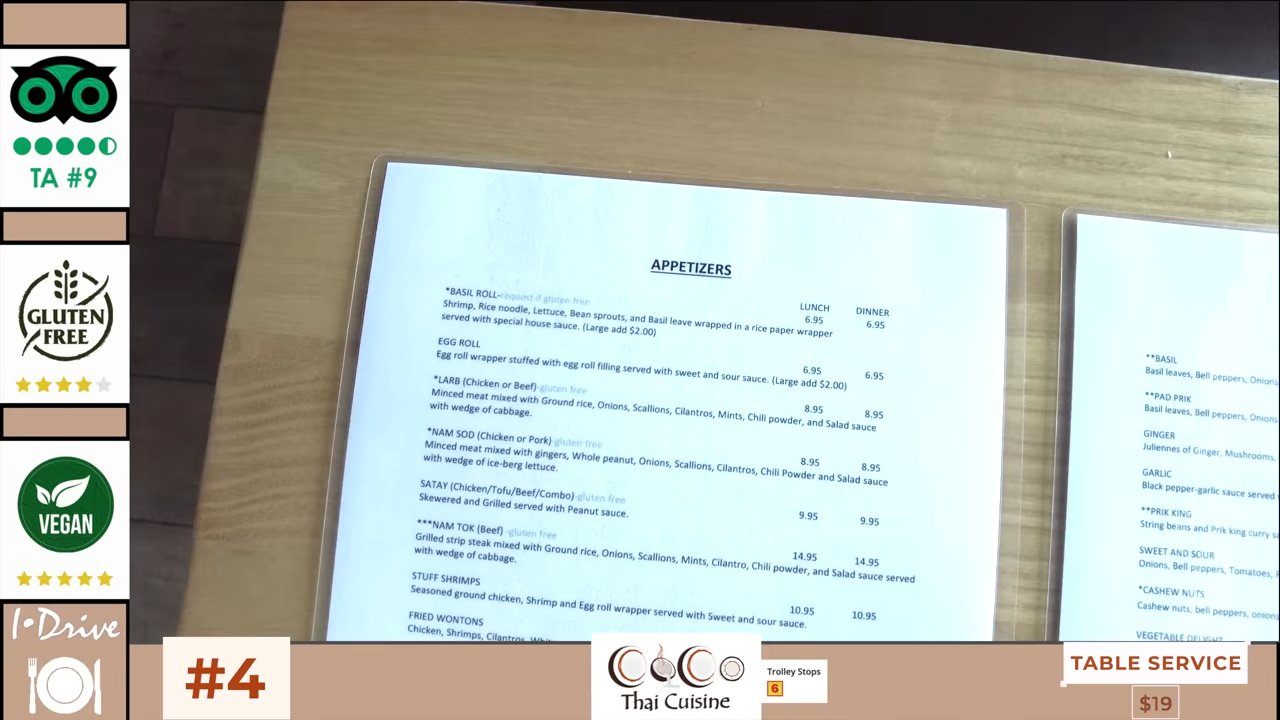 TA #9
GLUTEN
FREE
VEGAN
I•Drive
APPETIZERS
LUNCH DINNER
*BASIL ROLL-request if gluten free 6.95 6.95
Shrimp, Rice noodle, Lettuce, Bean sprouts, and Basil leave wrapped in a rice paper wrapper
served with special house sauce. (Large add $2.00)
EGG ROLL 6.95 6.95
Egg roll wrapper stuffed with egg roll filling served with sweet and sour sauce. (Large add $2.00)
*LARB (Chicken or Beef)-gluten free 8.95 8.95
Minced meat mixed with Ground rice, Onions, Scallions, Cilantros, Mints, Chili powder, and Salad sauce
with wedge of cabbage.
*NAM SOD (Chicken or Pork)-gluten free 8.95 8.95
Minced meat mixed with gingers, Whole peanut, Onions, Scallions, Cilantros, Chili Powder and Salad sauce
with wedge of ice-berg lettuce.
SATAY (Chicken/Tofu/Beef/Combo)-gluten free 9.95 9.95
Skewered and Grilled served with Peanut sauce.
***NAM TOK (Beef) -gluten free 14.95 14.95
Grilled strip steak mixed with Ground rice, Onions, Scallions, Mints, Cilantro, Chili powder, and Salad sauce served
with wedge of cabbage.
STUFF SHRIMPS 10.95 10.95
Seasoned ground chicken, Shrimp and Egg roll wrapper served with Sweet and sour sauce.
FRIED WONTONS
Chicken, Shrimps, Cilantros,
**BASIL
Basil leaves, Bell peppers, Onions
**PAD PRIK
Basil leaves, Bell peppers, Onions
GINGER
Juliennes of Ginger, Mushrooms,
GARLIC
Black pepper-garlic sauce served
**PRIK KING
String beans and Prik king curry
SWEET AND SOUR
Onions, Bell peppers, Tomatoes,
*CASHEW NUTS
Cashew nuts, bell peppers,
VEGETABLE DELIGHT
#4
COCO
Thai Cuisine
Trolley Stops
6
TABLE SERVICE
$19